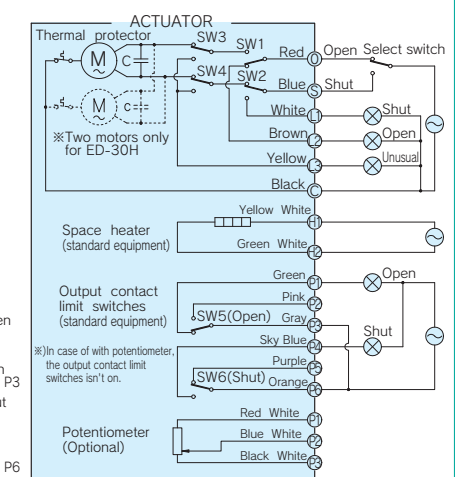 ACTUATOR
Thermal protector
SW3
SW1
Red
O
Open
Select switch
M
C
SW4
SW2
Blue
S
Shut
White
L1
Shut
M
C
Brown
L2
Open
※Two motors only
for ED-30H
Yellow
L3
Unusual
Black
C
Yellow White
H1
Space heater
(standard equipment)
Green White
H2
Green
P1
Open
Output contact
limit switches
(standard equipment)
Pink
P2
SW5(Open)
Gray
P3
Sky Blue
P4
Shut
※)In case of with potentiometer,
the output contact limit
switches isn't on.
Purple
P5
SW6(Shut)
Orange
P6
Red White
P1
Potentiometer
(Optional)
Blue White
P2
Black White
P3
en
n
P3
ut
P6